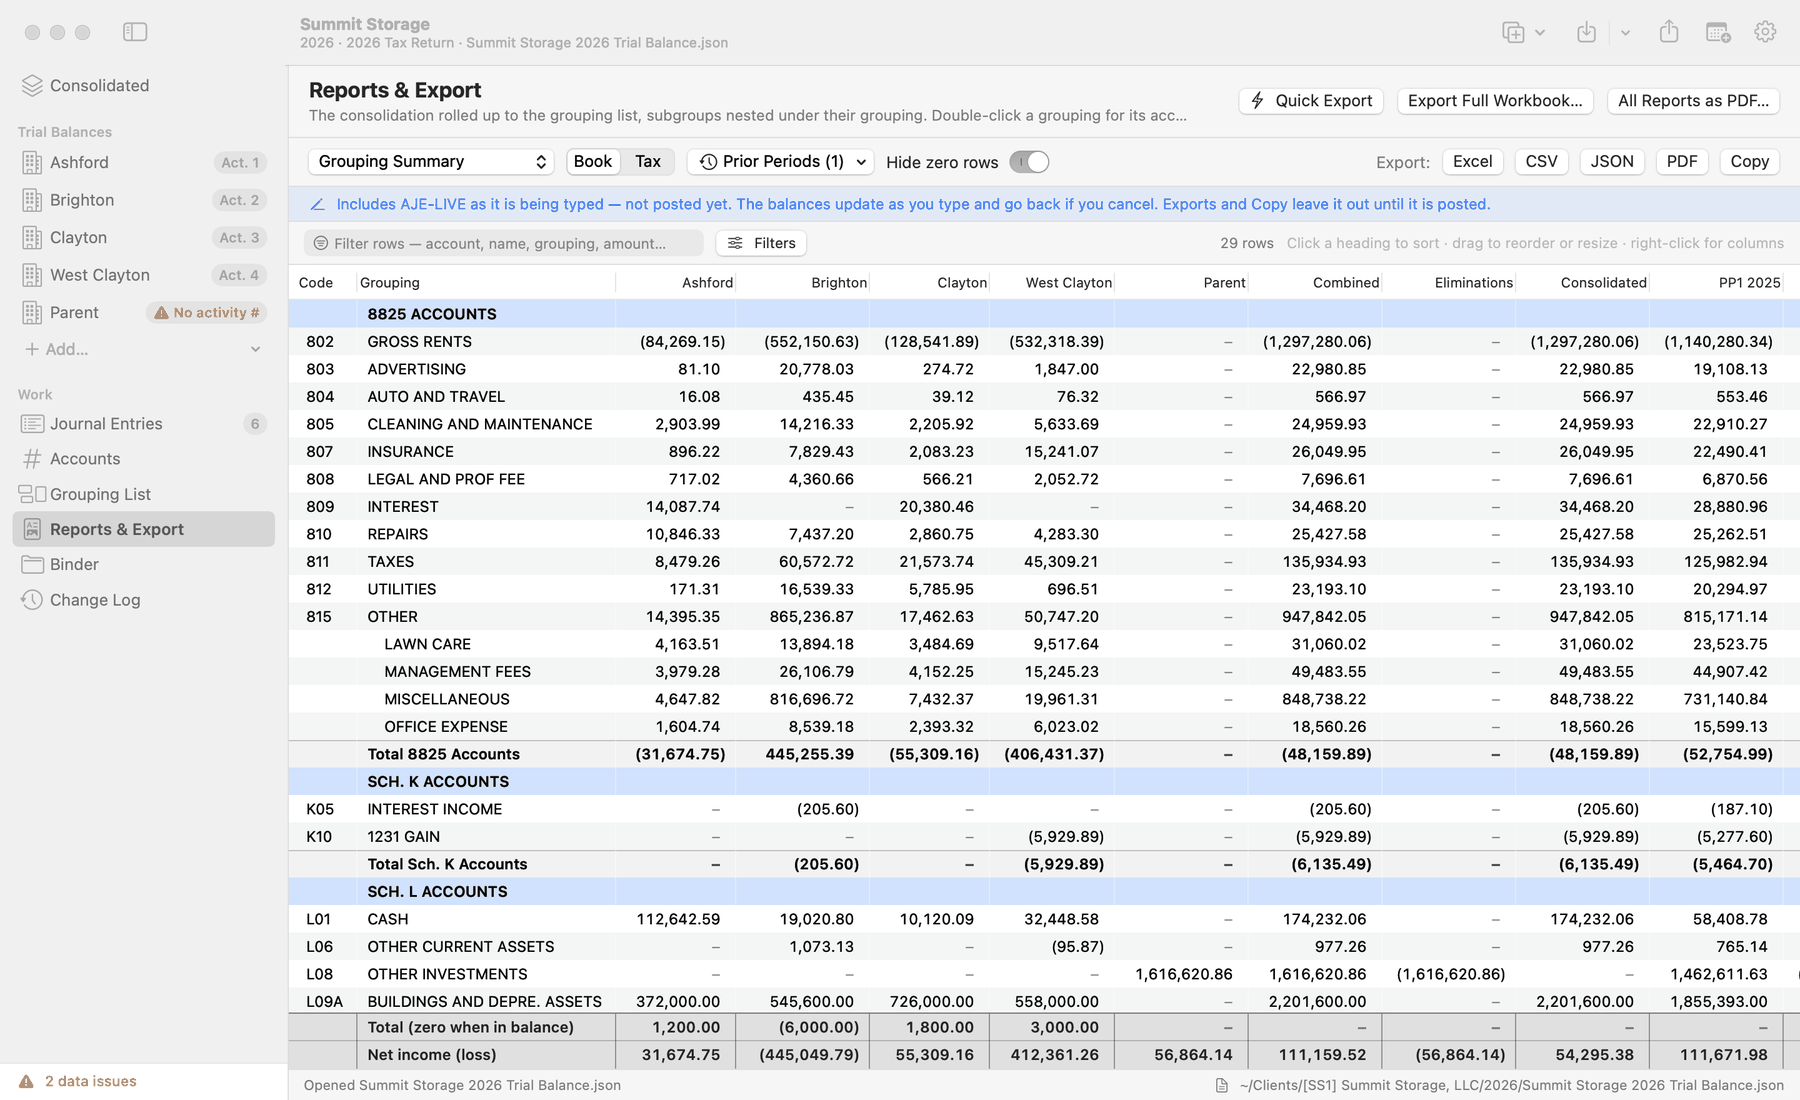 Summit Storage
2026 · 2026 Tax Return · Summit Storage 2026 Trial Balance.json
Consolidated
Trial Balances
Ashford Act. 1
Brighton Act. 2
Clayton Act. 3
West Clayton Act. 4
Parent No activity #
Add...
Work
Journal Entries 6
Accounts
Grouping List
Reports & Export
Binder
Change Log
2 data issues
Reports & Export
The consolidation rolled up to the grouping list, subgroups nested under their grouping. Double-click a grouping for its acc...
Quick Export Export Full Workbook... All Reports as PDF...
Grouping Summary Book Tax Prior Periods (1) Hide zero rows Export: Excel CSV JSON PDF Copy
Includes AJE-LIVE as it is being typed — not posted yet. The balances update as you type and go back if you cancel. Exports and Copy leave it out until it is posted.
Filter rows — account, name, grouping, amount... Filters 29 rows Click a heading to sort · drag to reorder or resize · right-click for columns
Code Grouping Ashford Brighton Clayton West Clayton Parent Combined Eliminations Consolidated PP1 2025
8825 ACCOUNTS
802 GROSS RENTS (84,269.15) (552,150.63) (128,541.89) (532,318.39) – (1,297,280.06) – (1,297,280.06) (1,140,280.34)
803 ADVERTISING 81.10 20,778.03 274.72 1,847.00 – 22,980.85 – 22,980.85 19,108.13
804 AUTO AND TRAVEL 16.08 435.45 39.12 76.32 – 566.97 – 566.97 553.46
805 CLEANING AND MAINTENANCE 2,903.99 14,216.33 2,205.92 5,633.69 – 24,959.93 – 24,959.93 22,910.27
807 INSURANCE 896.22 7,829.43 2,083.23 15,241.07 – 26,049.95 – 26,049.95 22,490.41
808 LEGAL AND PROF FEE 717.02 4,360.66 566.21 2,052.72 – 7,696.61 – 7,696.61 6,870.56
809 INTEREST 14,087.74 – 20,380.46 – – 34,468.20 – 34,468.20 28,880.96
810 REPAIRS 10,846.33 7,437.20 2,860.75 4,283.30 – 25,427.58 – 25,427.58 25,262.51
811 TAXES 8,479.26 60,572.72 21,573.74 45,309.21 – 135,934.93 – 135,934.93 125,982.94
812 UTILITIES 171.31 16,539.33 5,785.95 696.51 – 23,193.10 – 23,193.10 20,294.97
815 OTHER 14,395.35 865,236.87 17,462.63 50,747.20 – 947,842.05 – 947,842.05 815,171.14
LAWN CARE 4,163.51 13,894.18 3,484.69 9,517.64 – 31,060.02 – 31,060.02 23,523.75
MANAGEMENT FEES 3,979.28 26,106.79 4,152.25 15,245.23 – 49,483.55 – 49,483.55 44,907.42
MISCELLANEOUS 4,647.82 816,696.72 7,432.37 19,961.31 – 848,738.22 – 848,738.22 731,140.84
OFFICE EXPENSE 1,604.74 8,539.18 2,393.32 6,023.02 – 18,560.26 – 18,560.26 15,599.13
Total 8825 Accounts (31,674.75) 445,255.39 (55,309.16) (406,431.37) – (48,159.89) – (48,159.89) (52,754.99)
SCH. K ACCOUNTS
K05 INTEREST INCOME – (205.60) – – – (205.60) – (205.60) (187.10)
K10 1231 GAIN – – – (5,929.89) – (5,929.89) – (5,929.89) (5,277.60)
Total Sch. K Accounts – (205.60) – (5,929.89) – (6,135.49) – (6,135.49) (5,464.70)
SCH. L ACCOUNTS
L01 CASH 112,642.59 19,020.80 10,120.09 32,448.58 – 174,232.06 – 174,232.06 58,408.78
L06 OTHER CURRENT ASSETS – 1,073.13 – (95.87) – 977.26 – 977.26 765.14
L08 OTHER INVESTMENTS – – – – 1,616,620.86 1,616,620.86 (1,616,620.86) – 1,462,611.63
L09A BUILDINGS AND DEPRE. ASSETS 372,000.00 545,600.00 726,000.00 558,000.00 – 2,201,600.00 – 2,201,600.00 1,855,393.00
Total (zero when in balance) 1,200.00 (6,000.00) 1,800.00 3,000.00 – – – – –
Net income (loss) 31,674.75 (445,049.79) 55,309.16 412,361.26 56,864.14 111,159.52 (56,864.14) 54,295.38 111,671.98
Opened Summit Storage 2026 Trial Balance.json ~/Clients/[SS1] Summit Storage, LLC/2026/Summit Storage 2026 Trial Balance.json